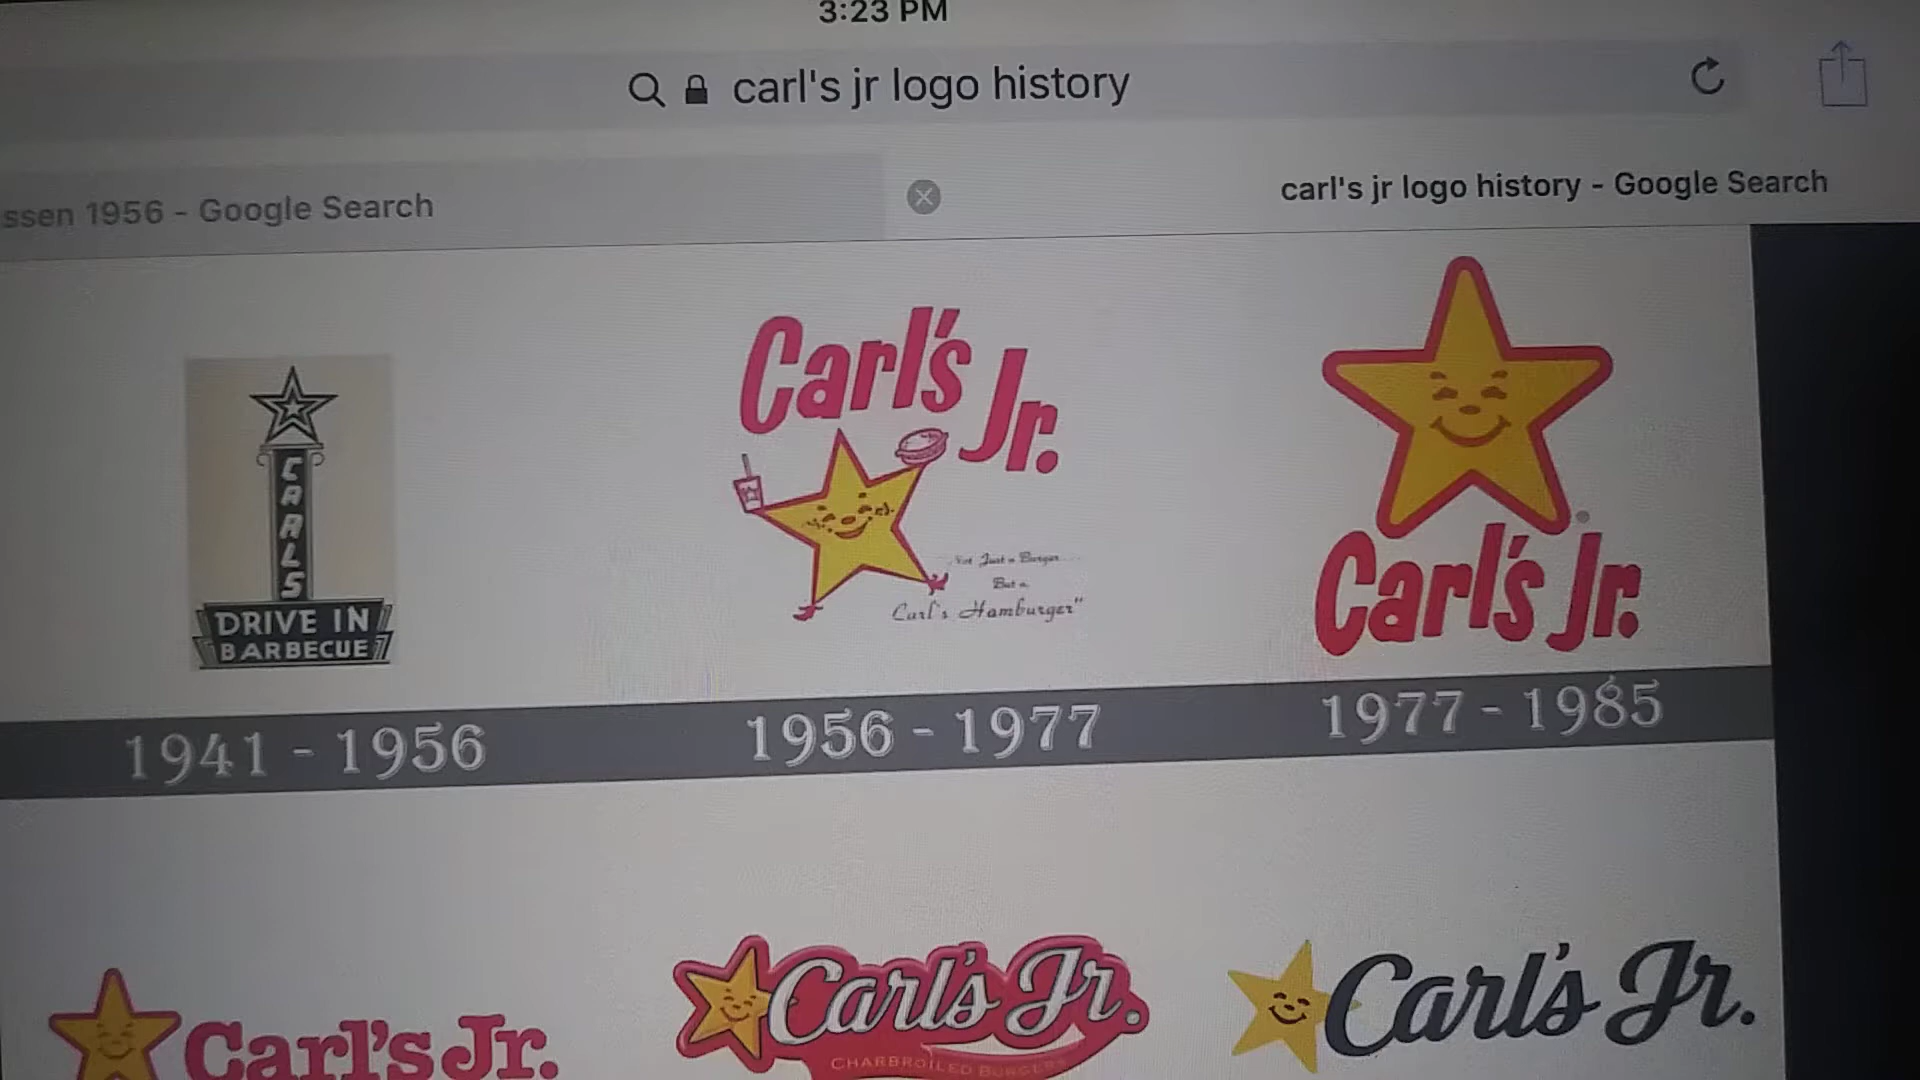 3:23 PM
carl's jr logo history
ssen 1956 - Google Search
carl's jr logo history - Google Search
CARLS
DRIVE IN
BARBECUE
Carl's Jr.
Not Just a Burger....
But a
Carl's Hamburger"
Carl's Jr.
1941 - 1956
1956 - 1977
1977 - 1985
Carl's Jr.
Carl's Jr.
CHARBROILED BURGERS
Carl's Jr.